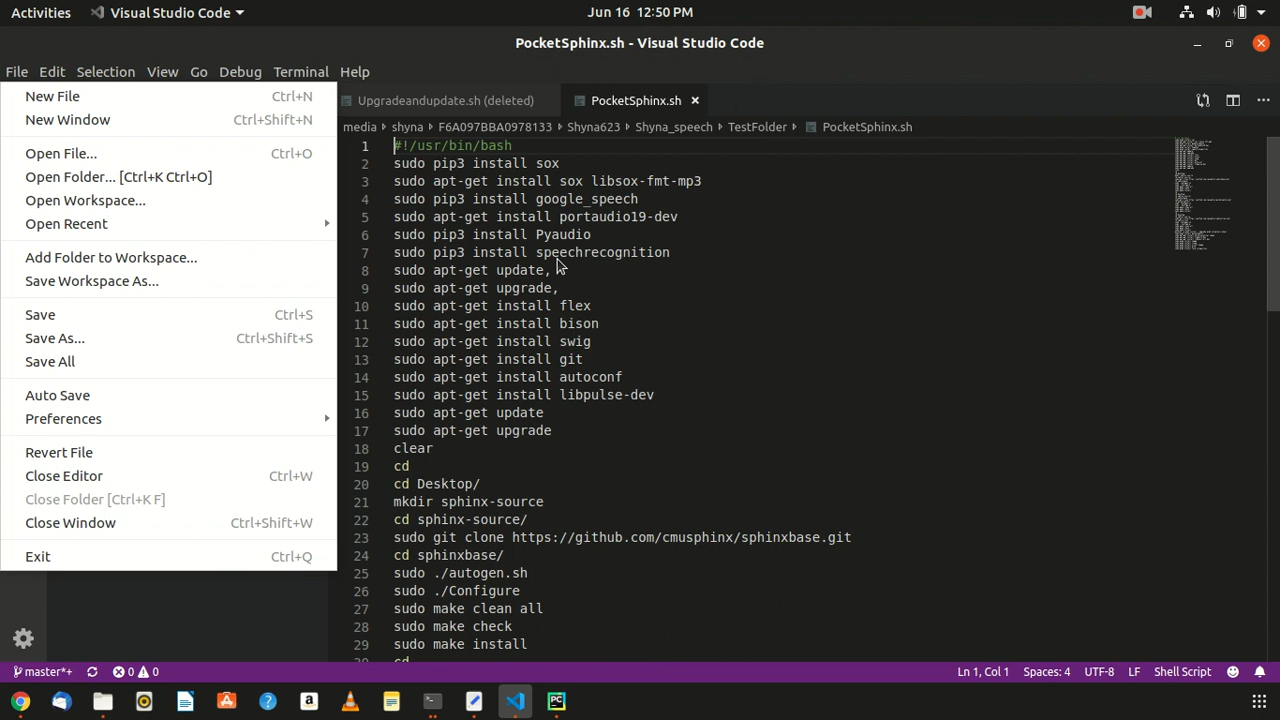 Activities Visual Studio Code Jun 16 12:50 PM
PocketSphinx.sh - Visual Studio Code
File Edit Selection View Go Debug Terminal Help
New File Ctrl+N
New Window Ctrl+Shift+N
Open File... Ctrl+O
Open Folder... [Ctrl+K Ctrl+O]
Open Workspace...
Open Recent
Add Folder to Workspace...
Save Workspace As...
Save Ctrl+S
Save As... Ctrl+Shift+S
Save All
Auto Save
Preferences
Revert File
Close Editor Ctrl+W
Close Folder [Ctrl+K F]
Close Window Ctrl+Shift+W
Exit Ctrl+Q
Upgradeandupdate.sh (deleted) PocketSphinx.sh
media shyna F6A097BBA0978133 Shyna623 Shyna_speech TestFolder PocketSphinx.sh
1 #!/usr/bin/bash
2 sudo pip3 install sox
3 sudo apt-get install sox libsox-fmt-mp3
4 sudo pip3 install google_speech
5 sudo apt-get install portaudio19-dev
6 sudo pip3 install Pyaudio
7 sudo pip3 install speechrecognition
8 sudo apt-get update,
9 sudo apt-get upgrade,
10 sudo apt-get install flex
11 sudo apt-get install bison
12 sudo apt-get install swig
13 sudo apt-get install git
14 sudo apt-get install autoconf
15 sudo apt-get install libpulse-dev
16 sudo apt-get update
17 sudo apt-get upgrade
18 clear
19 cd
20 cd Desktop/
21 mkdir sphinx-source
22 cd sphinx-source/
23 sudo git clone https://github.com/cmusphinx/sphinxbase.git
24 cd sphinxbase/
25 sudo ./autogen.sh
26 sudo ./Configure
27 sudo make clean all
28 sudo make check
29 sudo make install
30 cd
master*+ 0 0 Ln 1, Col 1 Spaces: 4 UTF-8 LF Shell Script